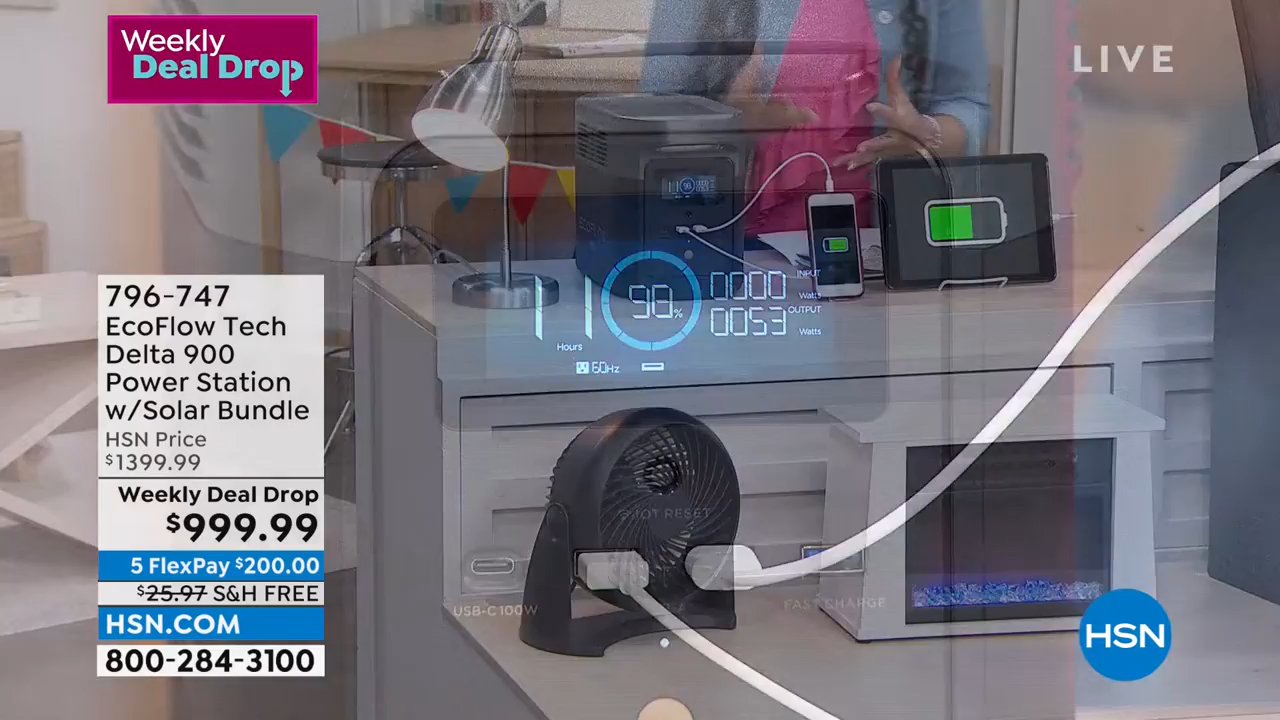 Weekly
Deal Drop
LIVE
INPUT
0000
Watts
11
98%
OUTPUT
0053
Watts
Hours
60Hz
796-747
EcoFlow Tech
Delta 900
Power Station
w/Solar Bundle
HSN Price
$1399.99
Weekly Deal Drop
$999.99
5 FlexPay $200.00
$25.97 S&H FREE
HSN.COM
800-284-3100
USB-C 100W
FAST CHARGE
HSN